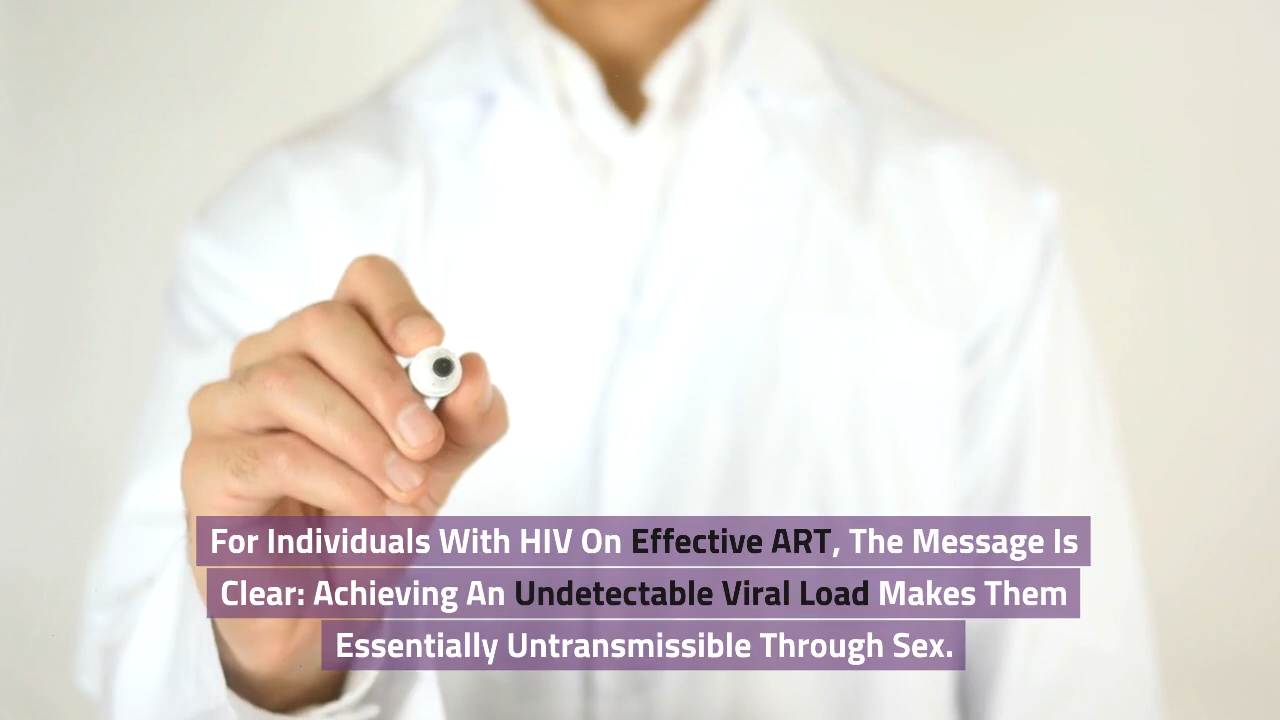 For Individuals With HIV On Effective ART, The Message Is
Clear: Achieving An Undetectable Viral Load Makes Them
Essentially Untransmissible Through Sex.